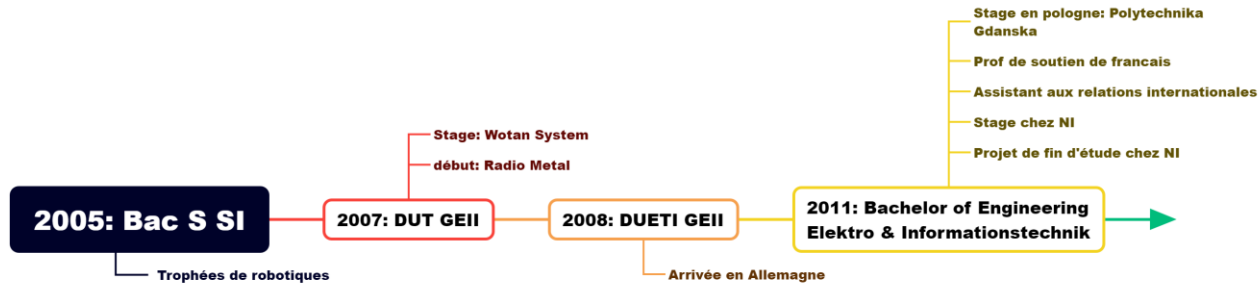 2005: Bac S SI
Trophées de robotiques
Stage: Wotan System
début: Radio Metal
2007: DUT GEII
2008: DUETI GEII
Arrivée en Allemagne
Stage en pologne: Polytechnika
Gdanska
Prof de soutien de francais
Assistant aux relations internationales
Stage chez NI
Projet de fin d'étude chez NI
2011: Bachelor of Engineering
Elektro & Informationstechnik